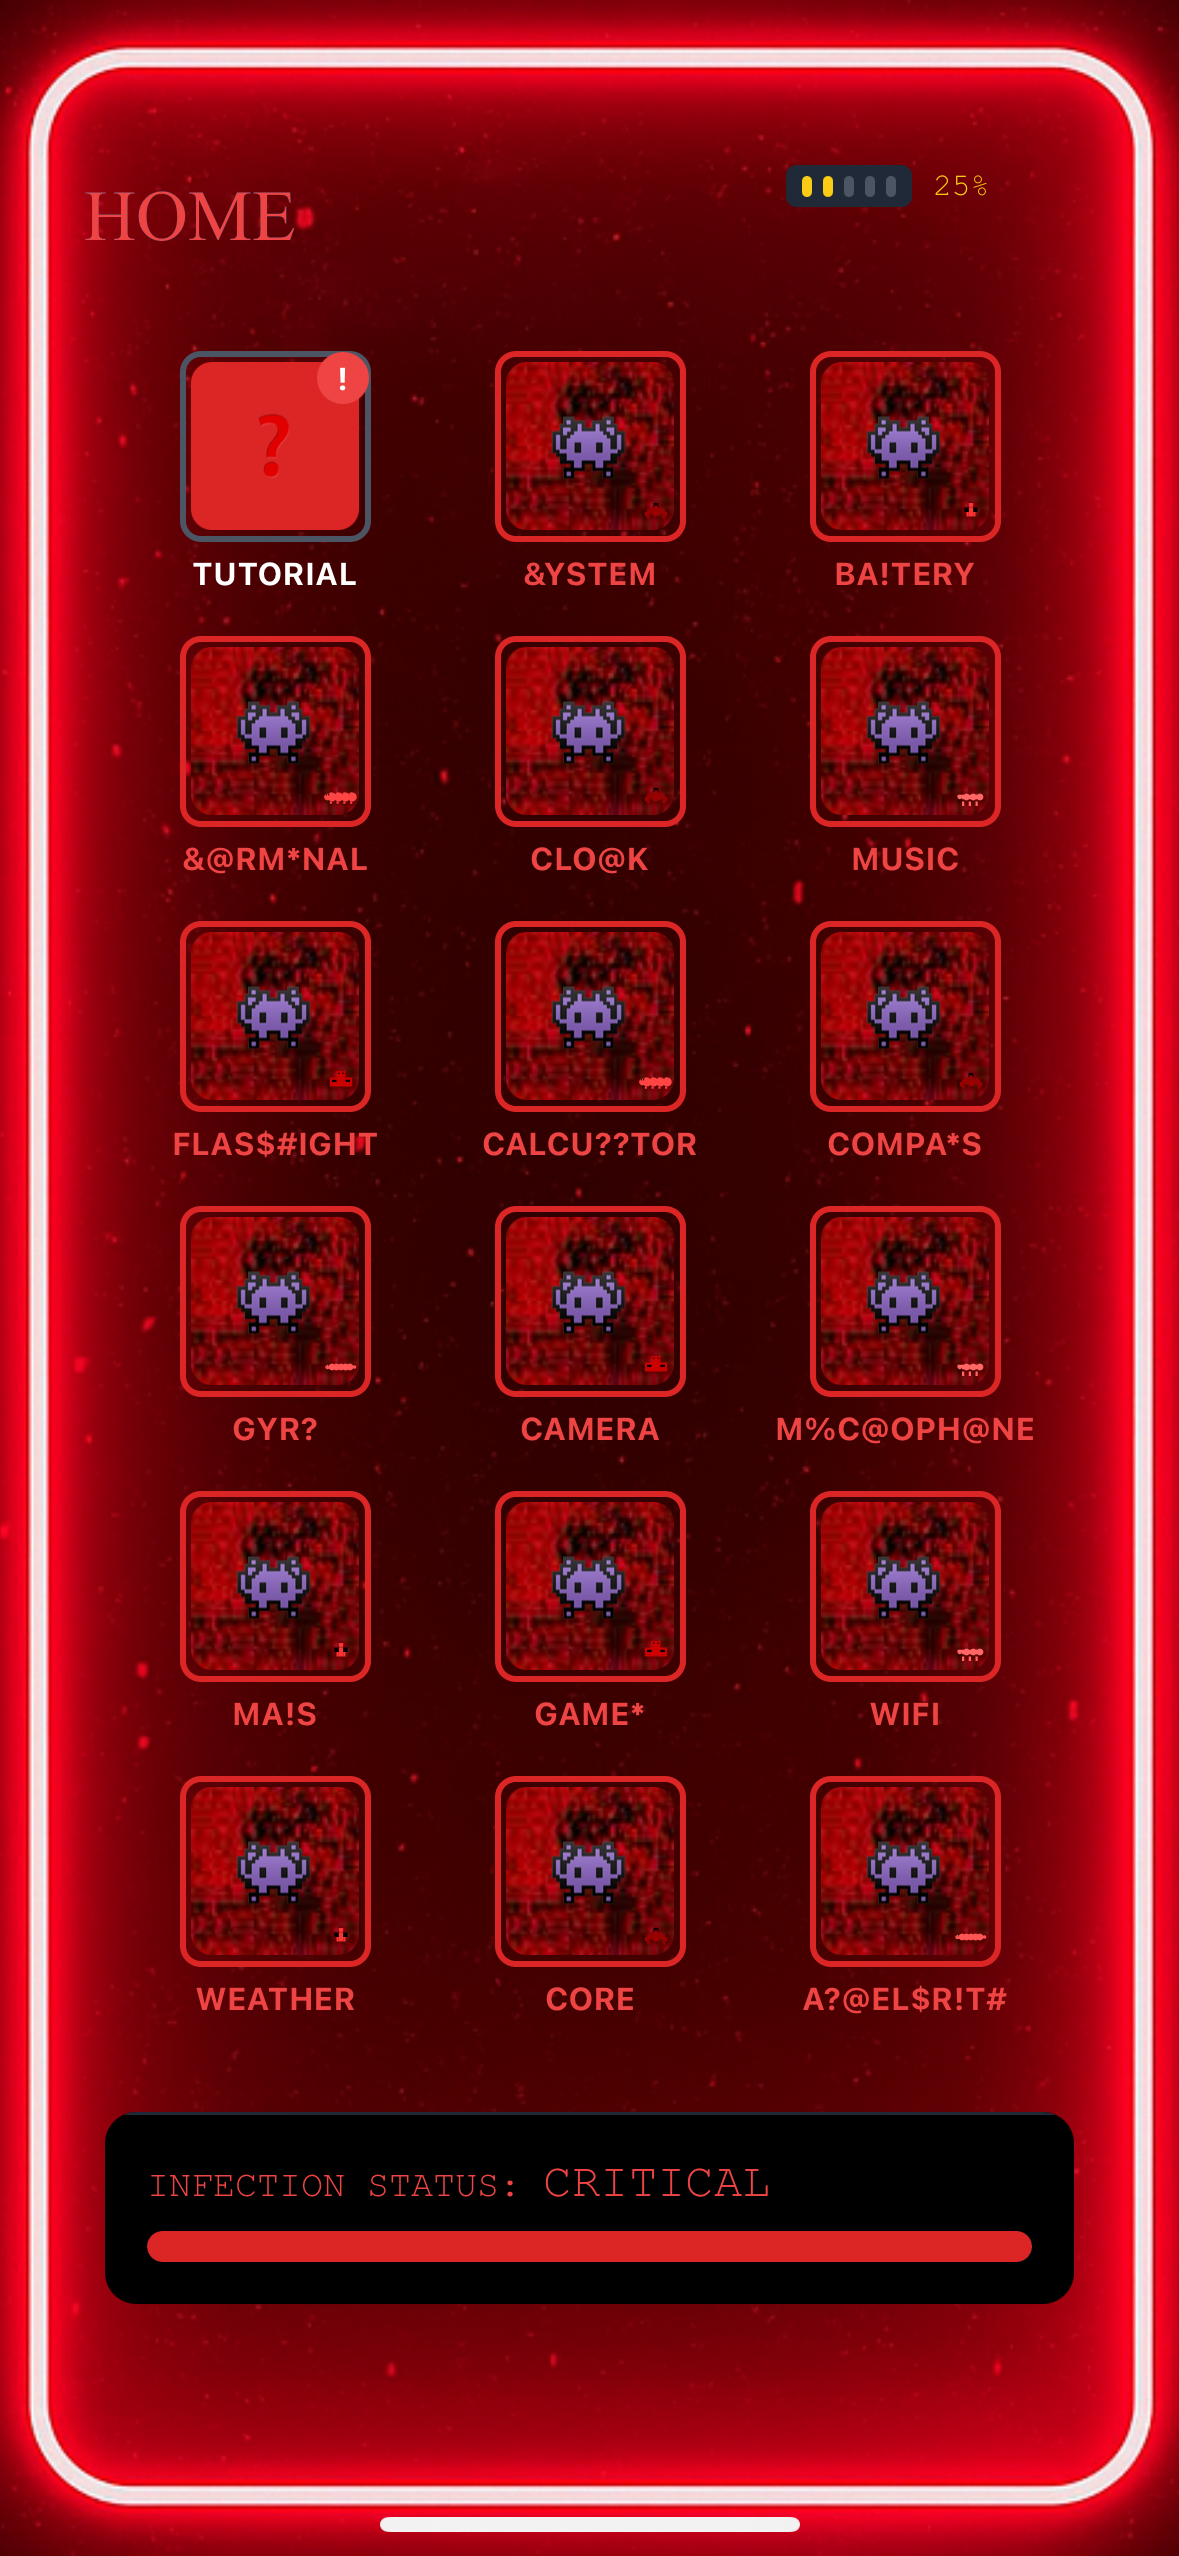 25%
HOME
!
?
TUTORIAL
&YSTEM
BA!TERY
&@RM*NAL
CLO@K
MUSIC
FLAS$#IGHT
CALCU??TOR
COMPA*S
GYR?
CAMERA
M%C@OPH@NE
MA!S
GAME*
WIFI
WEATHER
CORE
A?@EL$R!T#
INFECTION STATUS: CRITICAL